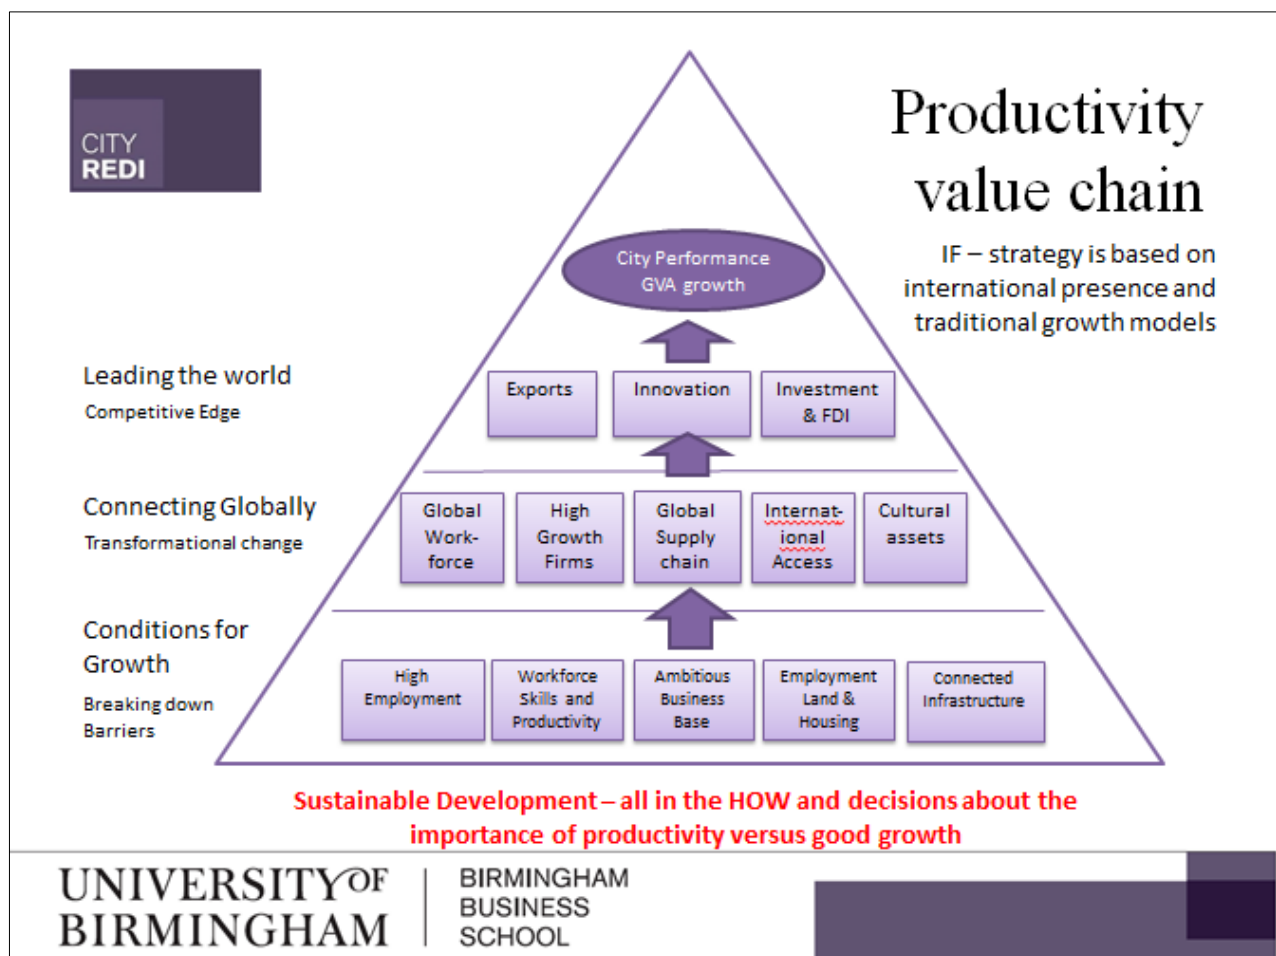 CITY
REDI
Productivity
value chain
IF – strategy is based on
international presence and
traditional growth models
City Performance
GVA growth
Leading the world
Competitive Edge
Exports
Innovation
Investment
& FDI
Connecting Globally
Transformational change
Global
Work-
force
High
Growth
Firms
Global
Supply
chain
Internat-
ional
Access
Cultural
assets
Conditions for
Growth
Breaking down
Barriers
High
Employment
Workforce
Skills and
Productivity
Ambitious
Business
Base
Employment
Land &
Housing
Connected
Infrastructure
Sustainable Development – all in the HOW and decisions about the
importance of productivity versus good growth
UNIVERSITY OF
BIRMINGHAM
BIRMINGHAM
BUSINESS
SCHOOL